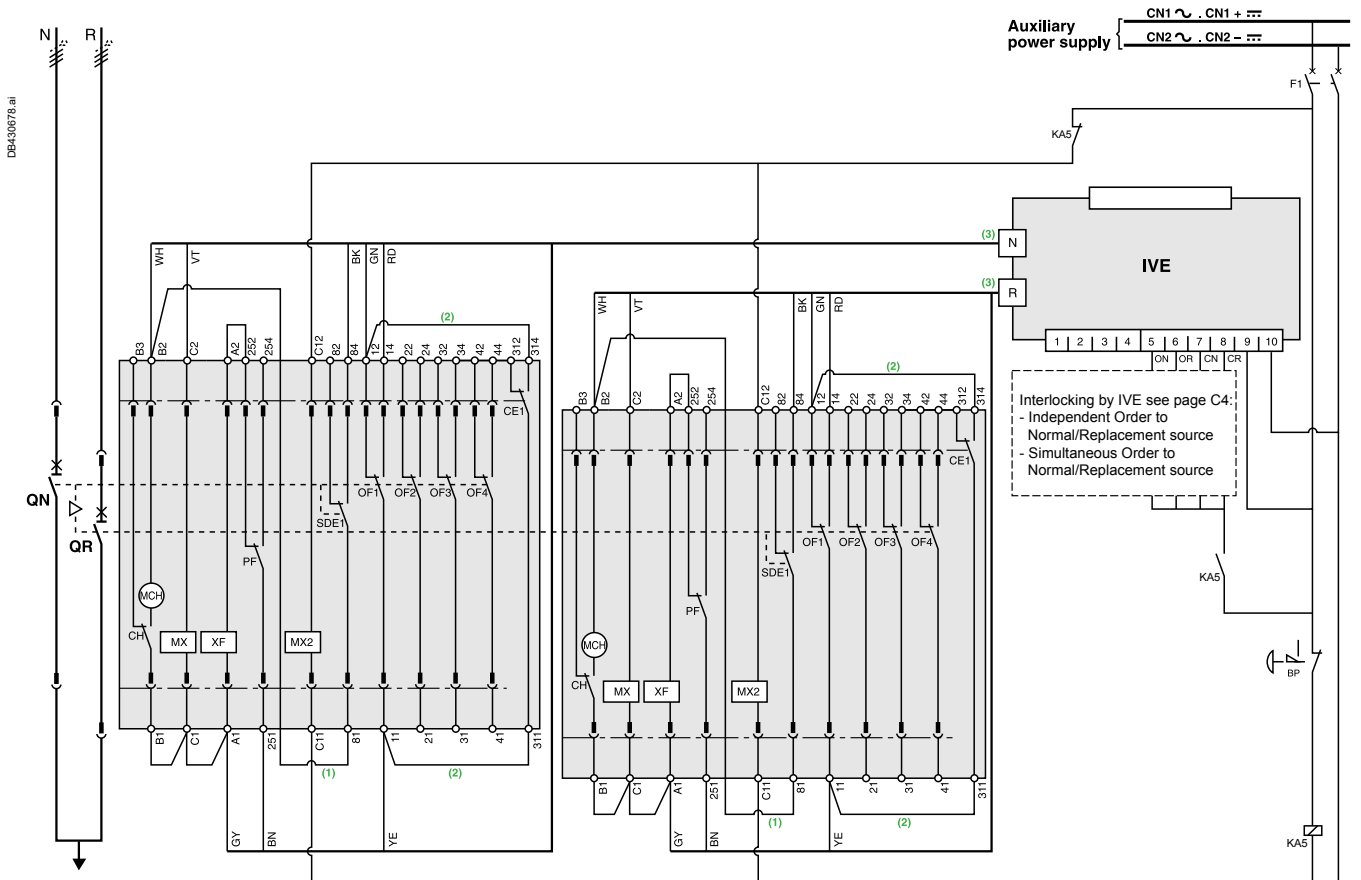 DB430678.ai
N
R
Auxiliary
power supply
CN1 ∿ . CN1 + ⎓
CN2 ∿ . CN2 – ⎓
F1
KA5
(3)
N
(3)
R
IVE
1 2 3 4 5 6 7 8 9 10
ON OR CN CR
Interlocking by IVE see page C4:
- Independent Order to
Normal/Replacement source
- Simultaneous Order to
Normal/Replacement source
KA5
BP
KA5
QN
QR
WH VT BK GN RD
(2)
B3 B2 C2 A2 252 254 C12 82 84 12 14 22 24 32 34 42 44 312 314
CE1
OF1 OF2 OF3 OF4
SDE1
PF
MCH
CH
MX XF MX2
B1 C1 A1 251 C11 81 11 21 31 41 311
(1) (2)
GY BN YE
WH VT BK GN RD
(2)
B3 B2 C2 A2 252 254 C12 82 84 12 14 22 24 32 34 42 44 312 314
CE1
OF1 OF2 OF3 OF4
SDE1
PF
MCH
CH
MX XF MX2
B1 C1 A1 251 C11 81 11 21 31 41 311
(1) (2)
GY BN YE